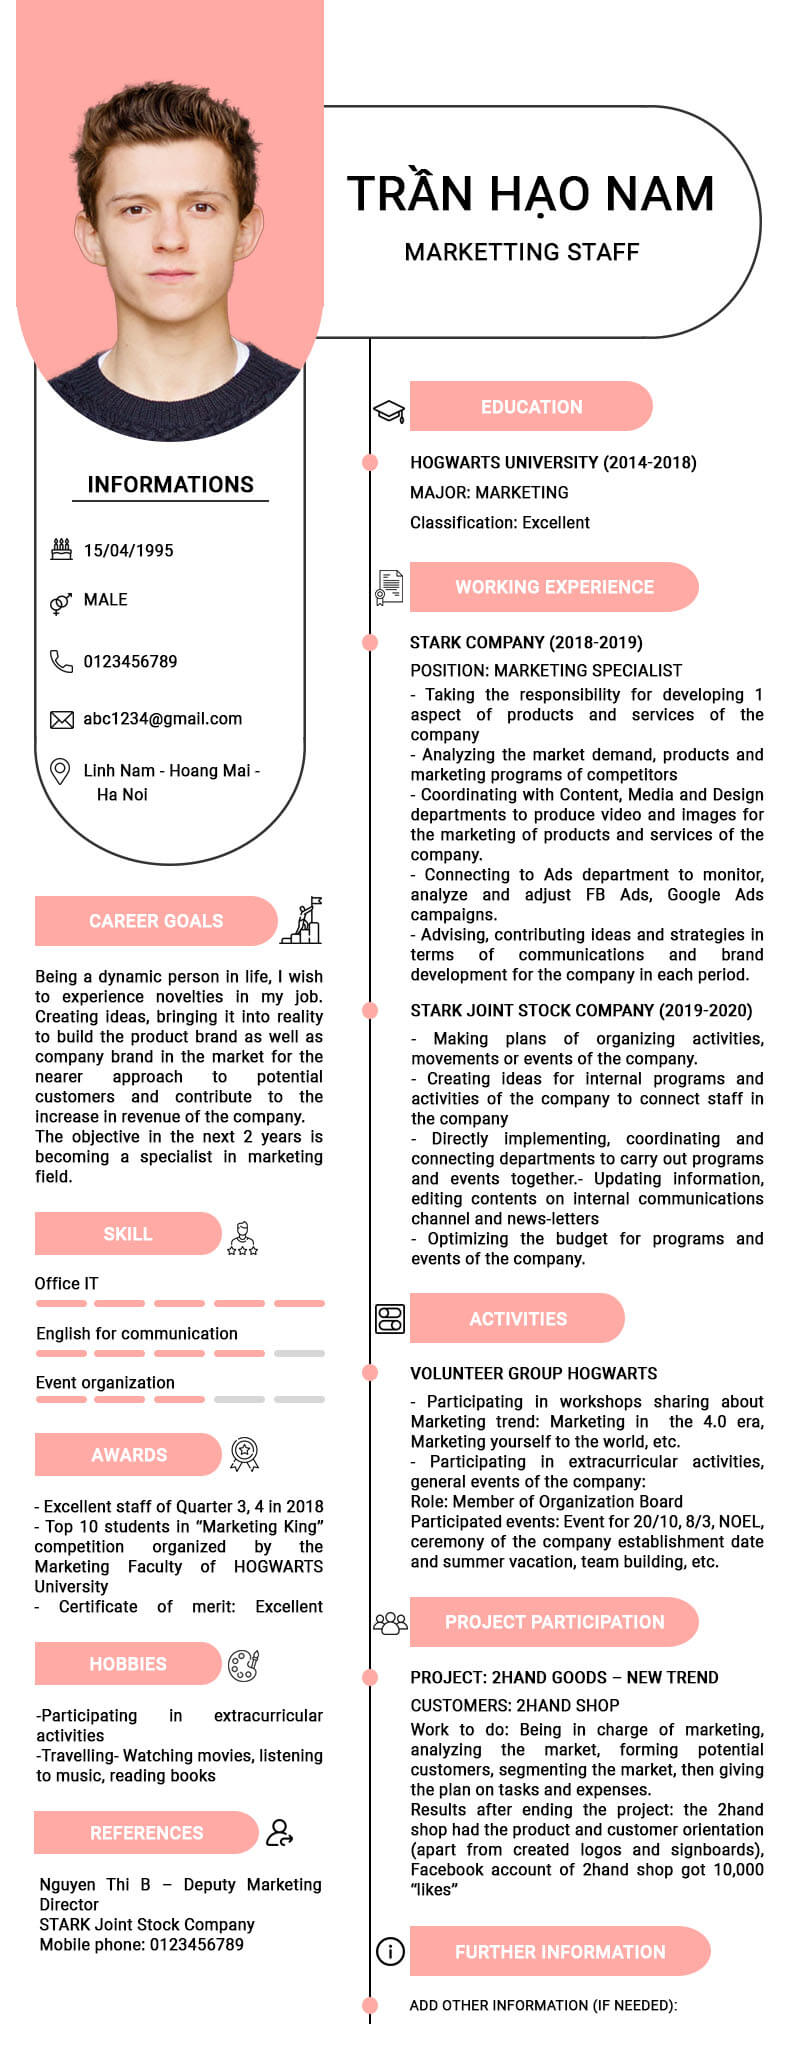 TRẦN HẠO NAM
MARKETTING STAFF
INFORMATIONS
15/04/1995
MALE
0123456789
abc1234@gmail.com
Linh Nam - Hoang Mai -
Ha Noi
CAREER GOALS
Being a dynamic person in life, I wish
to experience novelties in my job.
Creating ideas, bringing it into reality
to build the product brand as well as
company brand in the market for the
nearer approach to potential
customers and contribute to the
increase in revenue of the company.
The objective in the next 2 years is
becoming a specialist in marketing
field.
SKILL
Office IT
English for communication
Event organization
AWARDS
- Excellent staff of Quarter 3, 4 in 2018
- Top 10 students in “Marketing King”
competition organized by the
Marketing Faculty of HOGWARTS
University
- Certificate of merit: Excellent
HOBBIES
-Participating in extracurricular
activities
-Travelling- Watching movies, listening
to music, reading books
REFERENCES
Nguyen Thi B – Deputy Marketing
Director
STARK Joint Stock Company
Mobile phone: 0123456789
EDUCATION
HOGWARTS UNIVERSITY (2014-2018)
MAJOR: MARKETING
Classification: Excellent
WORKING EXPERIENCE
STARK COMPANY (2018-2019)
POSITION: MARKETING SPECIALIST
- Taking the responsibility for developing 1
aspect of products and services of the
company
- Analyzing the market demand, products and
marketing programs of competitors
- Coordinating with Content, Media and Design
departments to produce video and images for
the marketing of products and services of the
company.
- Connecting to Ads department to monitor,
analyze and adjust FB Ads, Google Ads
campaigns.
- Advising, contributing ideas and strategies in
terms of communications and brand
development for the company in each period.
STARK JOINT STOCK COMPANY (2019-2020)
- Making plans of organizing activities,
movements or events of the company.
- Creating ideas for internal programs and
activities of the company to connect staff in
the company
- Directly implementing, coordinating and
connecting departments to carry out programs
and events together.- Updating information,
editing contents on internal communications
channel and news-letters
- Optimizing the budget for programs and
events of the company.
ACTIVITIES
VOLUNTEER GROUP HOGWARTS
- Participating in workshops sharing about
Marketing trend: Marketing in the 4.0 era,
Marketing yourself to the world, etc.
- Participating in extracurricular activities,
general events of the company:
Role: Member of Organization Board
Participated events: Event for 20/10, 8/3, NOEL,
ceremony of the company establishment date
and summer vacation, team building, etc.
PROJECT PARTICIPATION
PROJECT: 2HAND GOODS – NEW TREND
CUSTOMERS: 2HAND SHOP
Work to do: Being in charge of marketing,
analyzing the market, forming potential
customers, segmenting the market, then giving
the plan on tasks and expenses.
Results after ending the project: the 2hand
shop had the product and customer orientation
(apart from created logos and signboards),
Facebook account of 2hand shop got 10,000
“likes”
FURTHER INFORMATION
ADD OTHER INFORMATION (IF NEEDED):